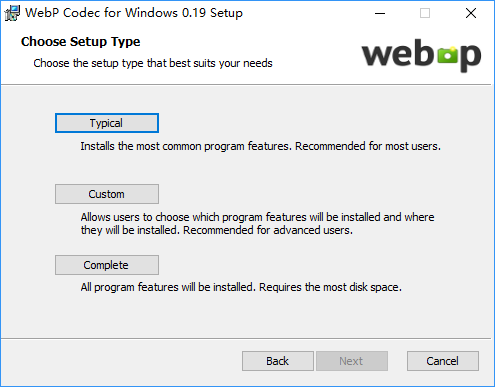 WebP Codec for Windows 0.19 Setup
Choose Setup Type
Choose the setup type that best suits your needs
webp
Typical
Installs the most common program features. Recommended for most users.
Custom
Allows users to choose which program features will be installed and where
they will be installed. Recommended for advanced users.
Complete
All program features will be installed. Requires the most disk space.
Back
Next
Cancel